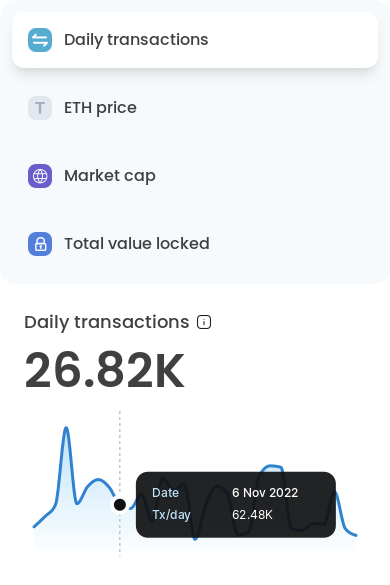 Daily transactions
T
ETH price
Market cap
Total value locked
Daily transactions
26.82K
Date 6 Nov 2022
Tx/day 62.48K